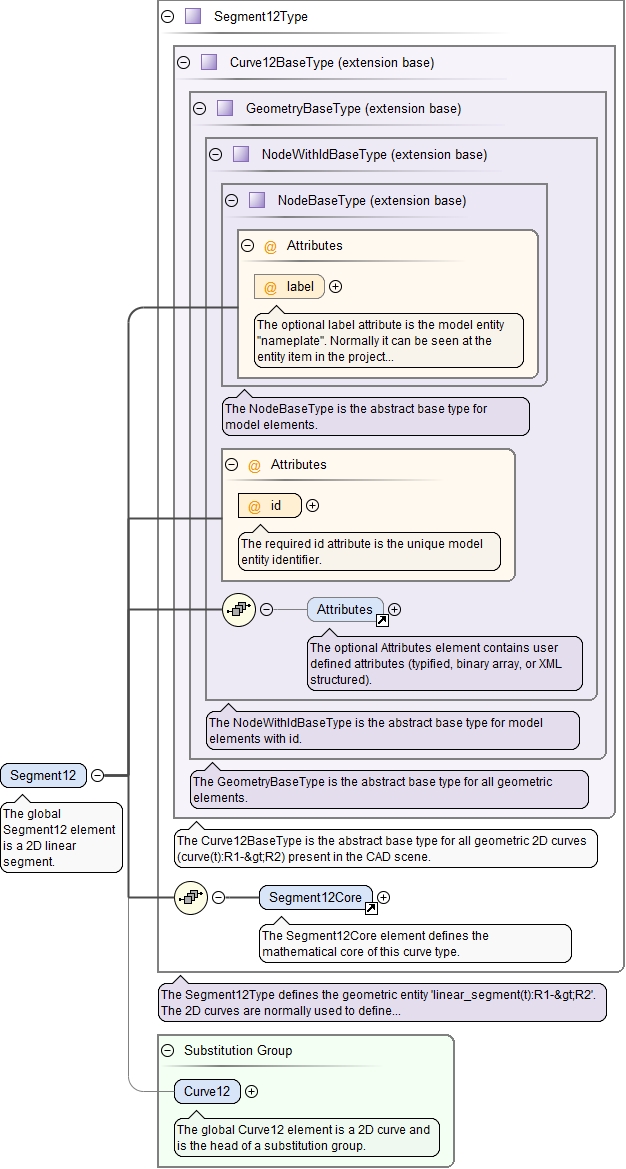 Segment12Type
Curve12BaseType (extension base)
GeometryBaseType (extension base)
NodeWithIdBaseType (extension base)
NodeBaseType (extension base)
@ Attributes
@ label
The optional label attribute is the model entity
"nameplate". Normally it can be seen at the
entity item in the project...
The NodeBaseType is the abstract base type for
model elements.
@ Attributes
@ id
The required id attribute is the unique model
entity identifier.
Attributes
The optional Attributes element contains user
defined attributes (typified, binary array, or XML
structured).
The NodeWithIdBaseType is the abstract base type for model
elements with id.
The GeometryBaseType is the abstract base type for all geometric
elements.
Segment12
The global
Segment12 element
is a 2D linear
segment.
The Curve12BaseType is the abstract base type for all geometric 2D curves
(curve(t):R1-&gt;R2) present in the CAD scene.
Segment12Core
The Segment12Core element defines the
mathematical core of this curve type.
The Segment12Type defines the geometric entity 'linear_segment(t):R1-&gt;R2'.
The 2D curves are normally used to define...
Substitution Group
Curve12
The global Curve12 element is a 2D curve and
is the head of a substitution group.